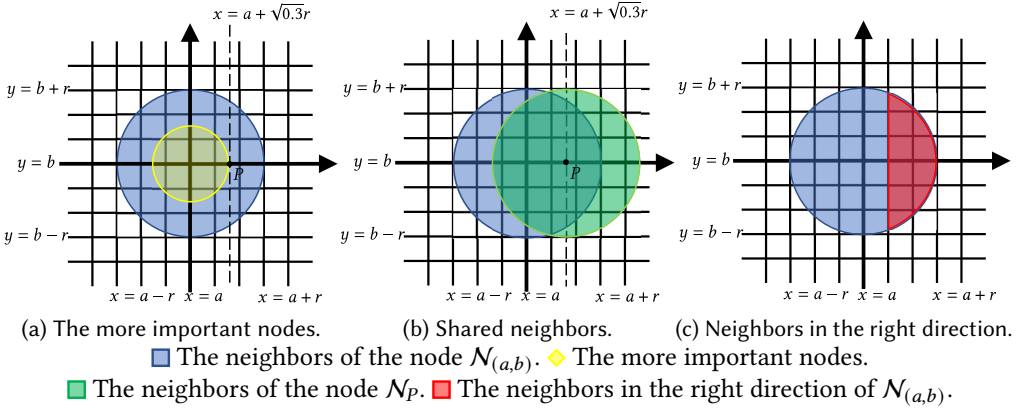 x = a + √0.3r
y = b + r
y = b
P
y = b − r
x = a − r
x = a
x = a + r
x = a + √0.3r
y = b + r
y = b
P
y = b − r
x = a − r
x = a
x = a + r
y = b + r
y = b
y = b − r
x = a − r
x = a
x = a + r
(a) The more important nodes.
(b) Shared neighbors.
(c) Neighbors in the right direction.
The neighbors of the node N(a,b). The more important nodes.
The neighbors of the node NP. The neighbors in the right direction of N(a,b).